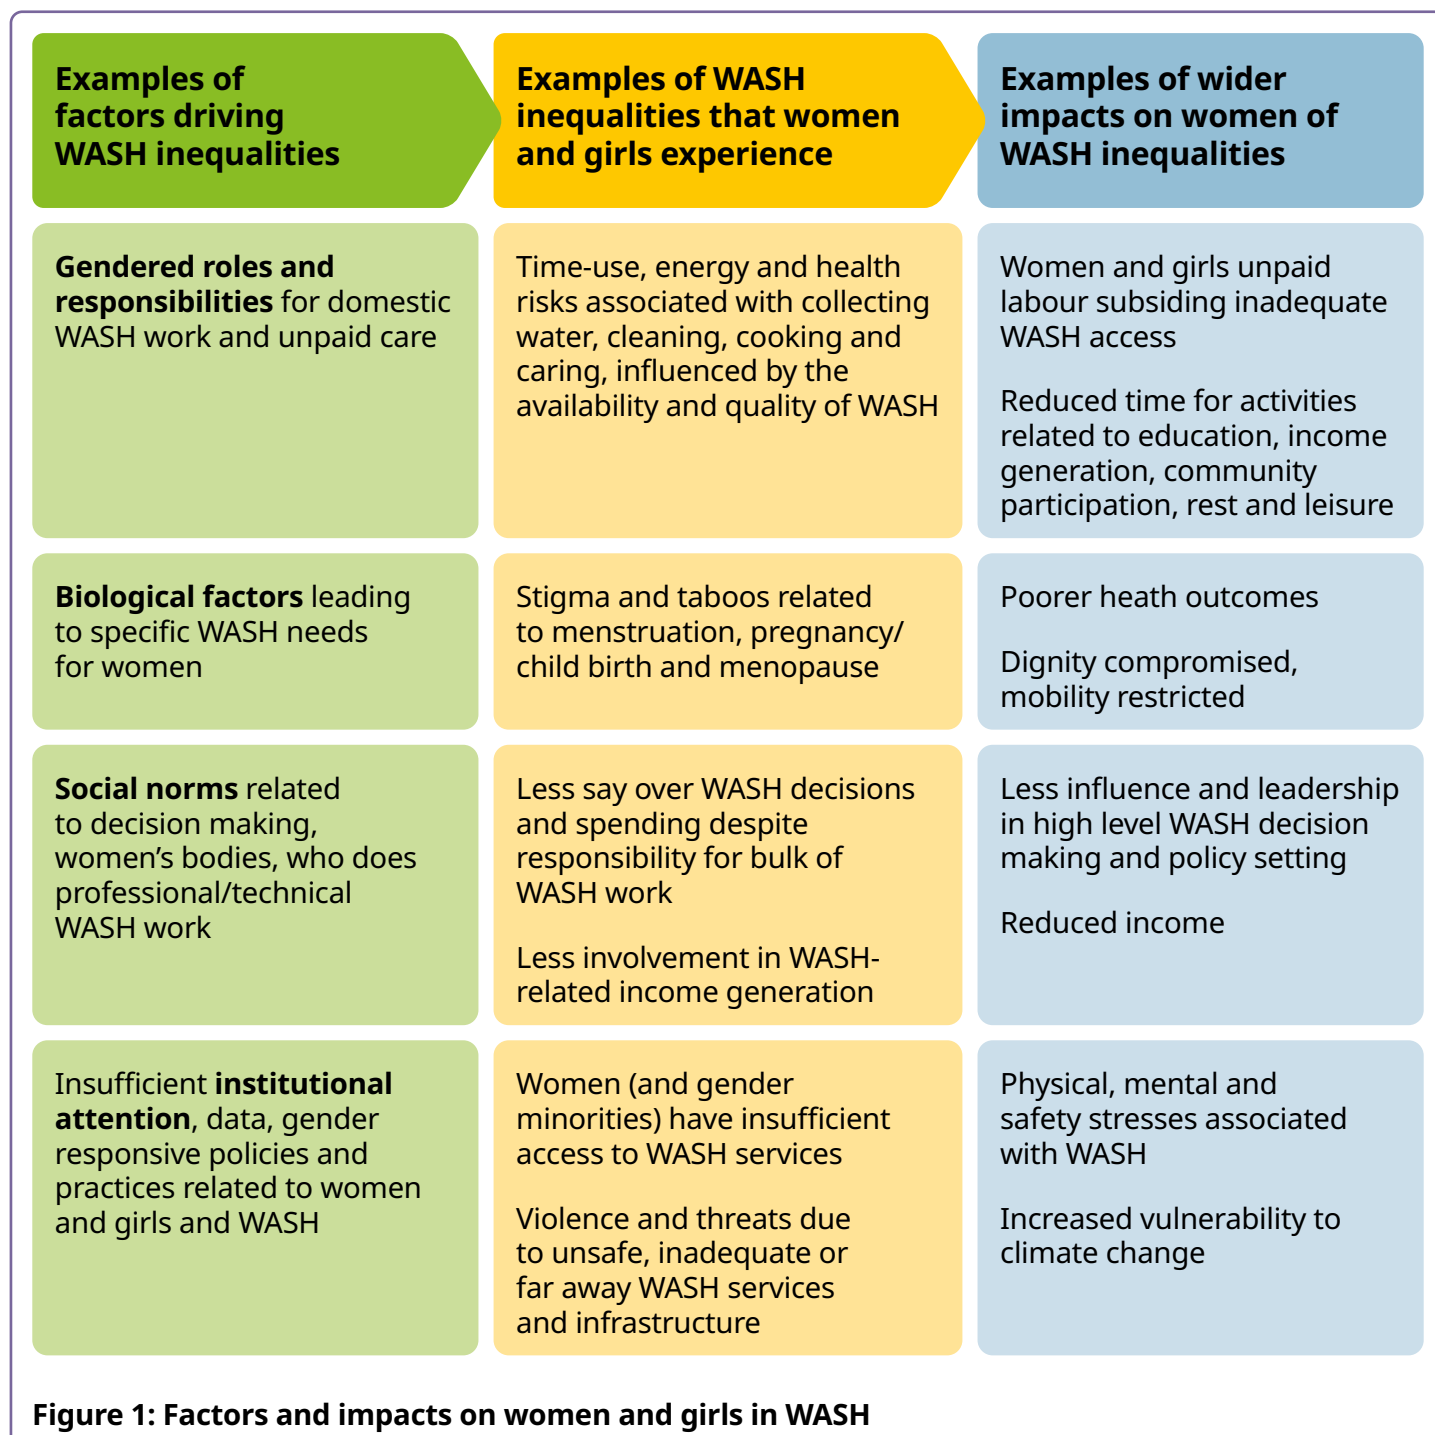 Examples of
factors driving
WASH inequalities
Examples of WASH
inequalities that women
and girls experience
Examples of wider
impacts on women of
WASH inequalities
Gendered roles and
responsibilities for domestic
WASH work and unpaid care
Time-use, energy and health
risks associated with collecting
water, cleaning, cooking and
caring, influenced by the
availability and quality of WASH
Women and girls unpaid
labour subsiding inadequate
WASH access
Reduced time for activities
related to education, income
generation, community
participation, rest and leisure
Biological factors leading
to specific WASH needs
for women
Stigma and taboos related
to menstruation, pregnancy/
child birth and menopause
Poorer heath outcomes
Dignity compromised,
mobility restricted
Social norms related
to decision making,
women’s bodies, who does
professional/technical
WASH work
Less say over WASH decisions
and spending despite
responsibility for bulk of
WASH work
Less involvement in WASH-
related income generation
Less influence and leadership
in high level WASH decision
making and policy setting
Reduced income
Insufficient institutional
attention, data, gender
responsive policies and
practices related to women
and girls and WASH
Women (and gender
minorities) have insufficient
access to WASH services
Violence and threats due
to unsafe, inadequate or
far away WASH services
and infrastructure
Physical, mental and
safety stresses associated
with WASH
Increased vulnerability to
climate change
Figure 1: Factors and impacts on women and girls in WASH